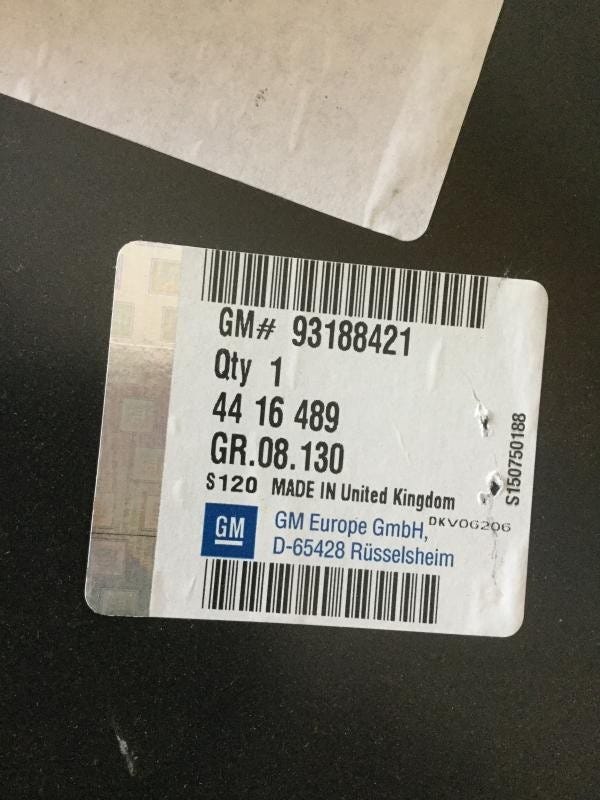 GM# 93188421
Qty 1
44 16 489
GR.08.130
S120 MADE IN United Kingdom
GM
GM Europe GmbH,
DKV06206
D-65428 Rüsselsheim
S150750188